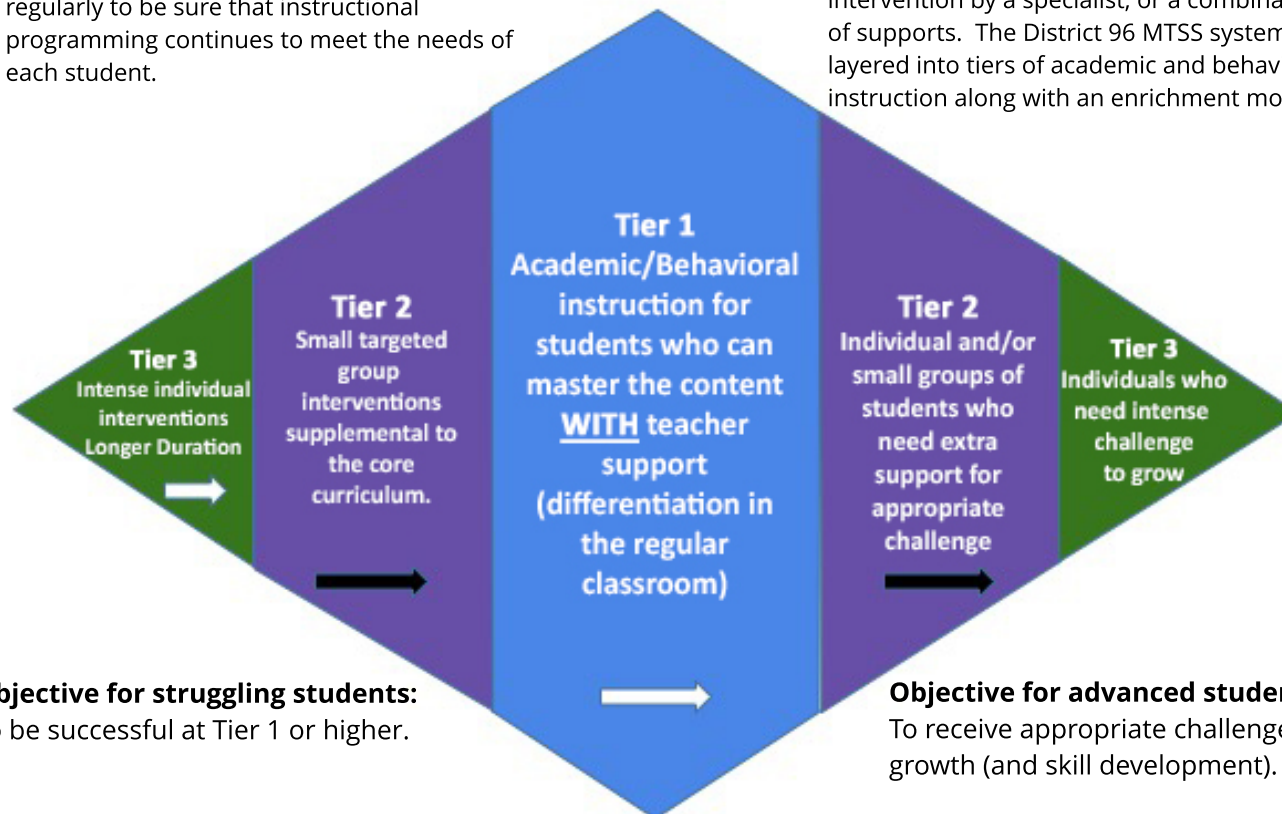 regularly to be sure that instructional
programming continues to meet the needs of
each student.
intervention by a specialist, or a
of supports. The District 96 MTSS system
layered into tiers of academic and
instruction along with an enrichment
Tier 3
Intense individual
interventions
Longer Duration
Tier 2
Small targeted
group
interventions
supplemental to
the core
curriculum.
Tier 1
Academic/Behavioral
instruction for
students who can
master the content
WITH teacher
support
(differentiation in
the regular
classroom)
Tier 2
Individual and/or
small groups of
students who
need extra
support for
appropriate
challenge
Tier 3
Individuals who
need intense
challenge
to grow
bjective for struggling students:
be successful at Tier 1 or higher.
Objective for advanced
To receive appropriate challenge
growth (and skill development).